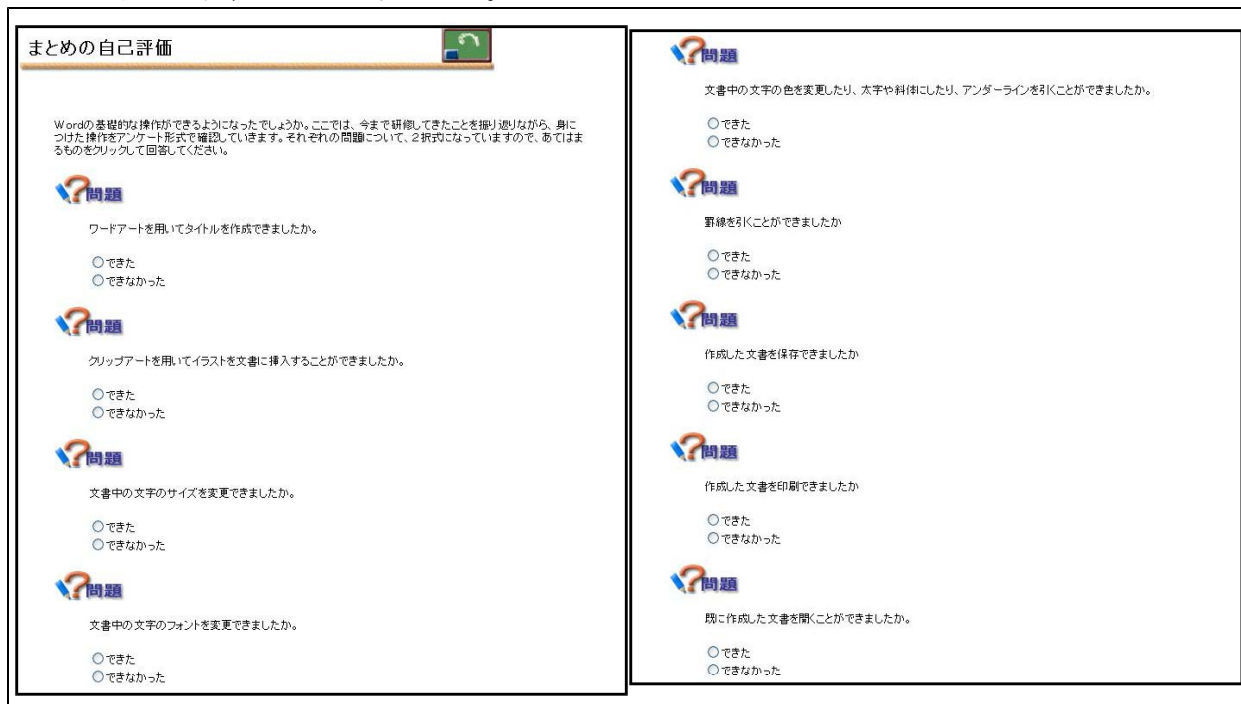 まとめの自己評価
Wordの基礎的な操作ができるようになったでしょうか。ここでは、今まで研修してきたことを振り返りながら、身に
つけた操作をアンケート形式で確認していきます。それぞれの問題について、2択式になっていますので、あてはま
るものをクリックして回答してください。
問題
ワードアートを用いてタイトルを作成できましたか。
できた
できなかった
問題
クリップアートを用いてイラストを文書に挿入することができましたか。
できた
できなかった
問題
文書中の文字のサイズを変更できましたか。
できた
できなかった
問題
文書中の文字のフォントを変更できましたか。
できた
できなかった
問題
文書中の文字の色を変更したり、太字や斜体にしたり、アンダーラインを引くことができましたか。
できた
できなかった
問題
罫線を引くことができましたか
できた
できなかった
問題
作成した文書を保存できましたか
できた
できなかった
問題
作成した文書を印刷できましたか
できた
できなかった
問題
既に作成した文書を開くことができましたか。
できた
できなかった